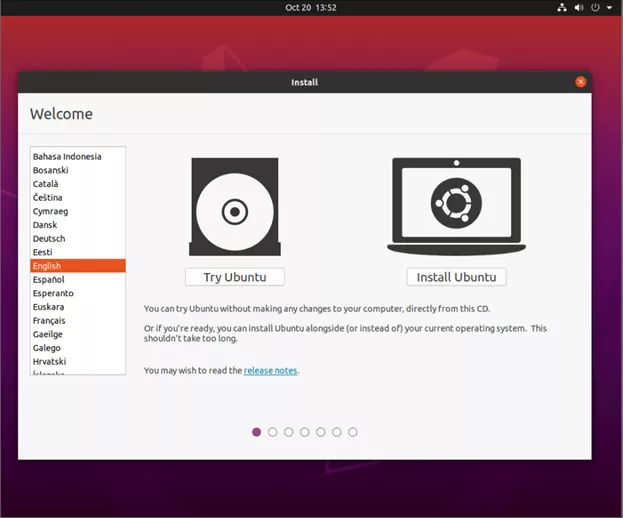 Oct 20 13:52
Install
Welcome
Bahasa Indonesia
Bosanski
Català
Čeština
Cymraeg
Dansk
Deutsch
Eesti
English
Español
Esperanto
Euskara
Français
Gaeilge
Galego
Hrvatski
Try Ubuntu
Install Ubuntu
You can try Ubuntu without making any changes to your computer, directly from this CD.
Or if you're ready, you can install Ubuntu alongside (or instead of) your current operating system. This
shouldn't take too long.
You may wish to read the release notes.